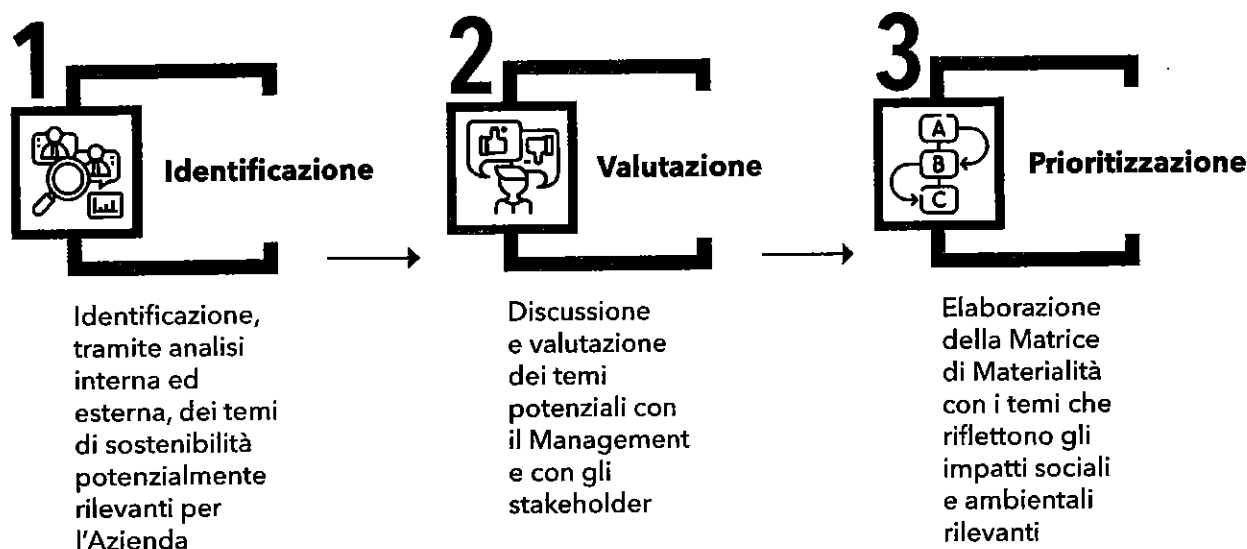 1
Identificazione
Identificazione,
tramite analisi
interna ed
esterna, dei temi
di sostenibilità
potenzialmente
rilevanti per
l'Azienda
2
Valutazione
Discussione
e valutazione
dei temi
potenziali con
il Management
e con gli
stakeholder
3
A
B
C
Prioritizzazione
Elaborazione
della Matrice
di Materialità
con i temi che
riflettono gli
impatti sociali
e ambientali
rilevanti